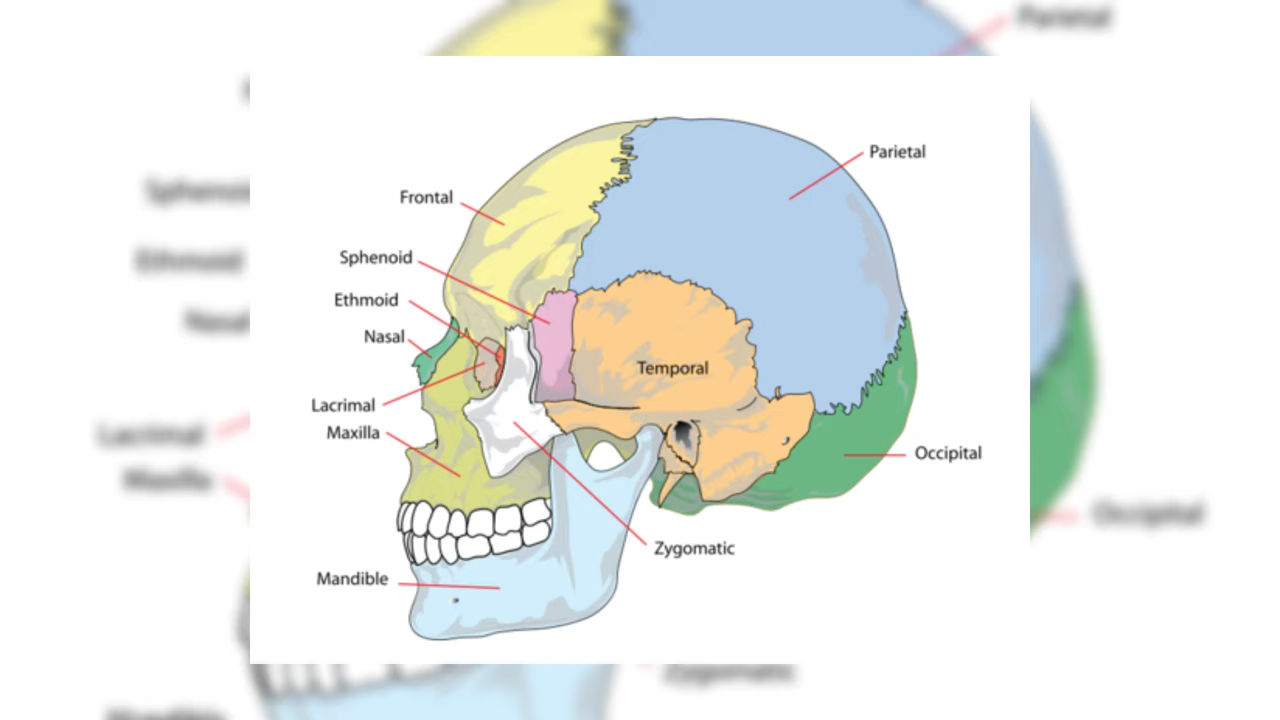 Parietal
Frontal
Sphenoid
Ethmoid
Nasal
Temporal
Lacrimal
Maxilla
Occipital
Zygomatic
Mandible